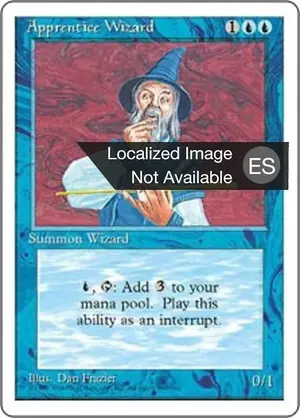 Apprentice Wizard 1
Localized Image
Not Available
ES
Summon Wizard
: Add 3 to your
mana pool. Play this
ability as an interrupt.
Illus. Dan Frazier
0/1